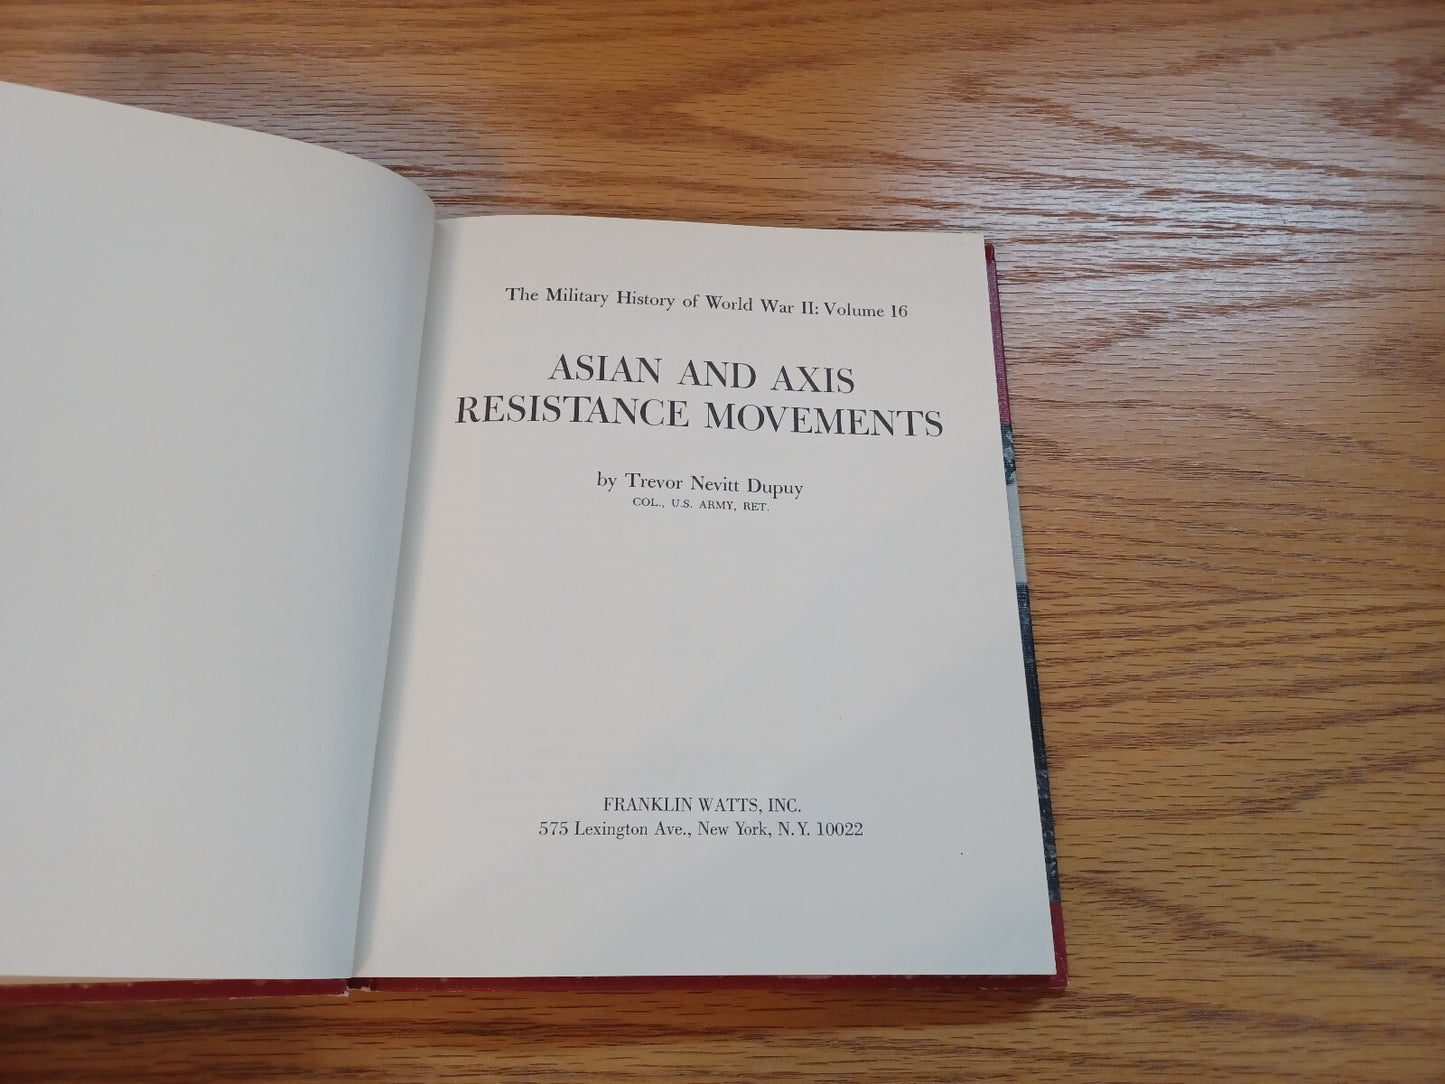 The Military History of World War II: Volume 16
ASIAN AND AXIS
RESISTANCE MOVEMENTS
by Trevor Nevitt Dupuy
COL., U.S. ARMY, RET.
FRANKLIN WATTS, INC.
575 Lexington Ave., New York, N.Y. 10022